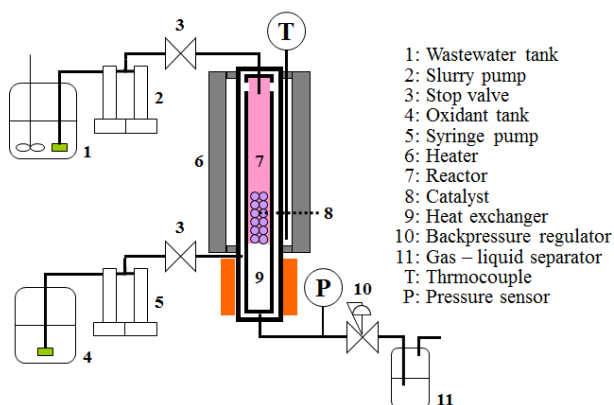 3
T
2
1
6
7
8
3
9
5
4
P
10
11
1: Wastewater tank
2: Slurry pump
3: Stop valve
4: Oxidant tank
5: Syringe pump
6: Heater
7: Reactor
8: Catalyst
9: Heat exchanger
10: Backpressure regulator
11: Gas – liquid separator
T: Thrmocouple
P: Pressure sensor